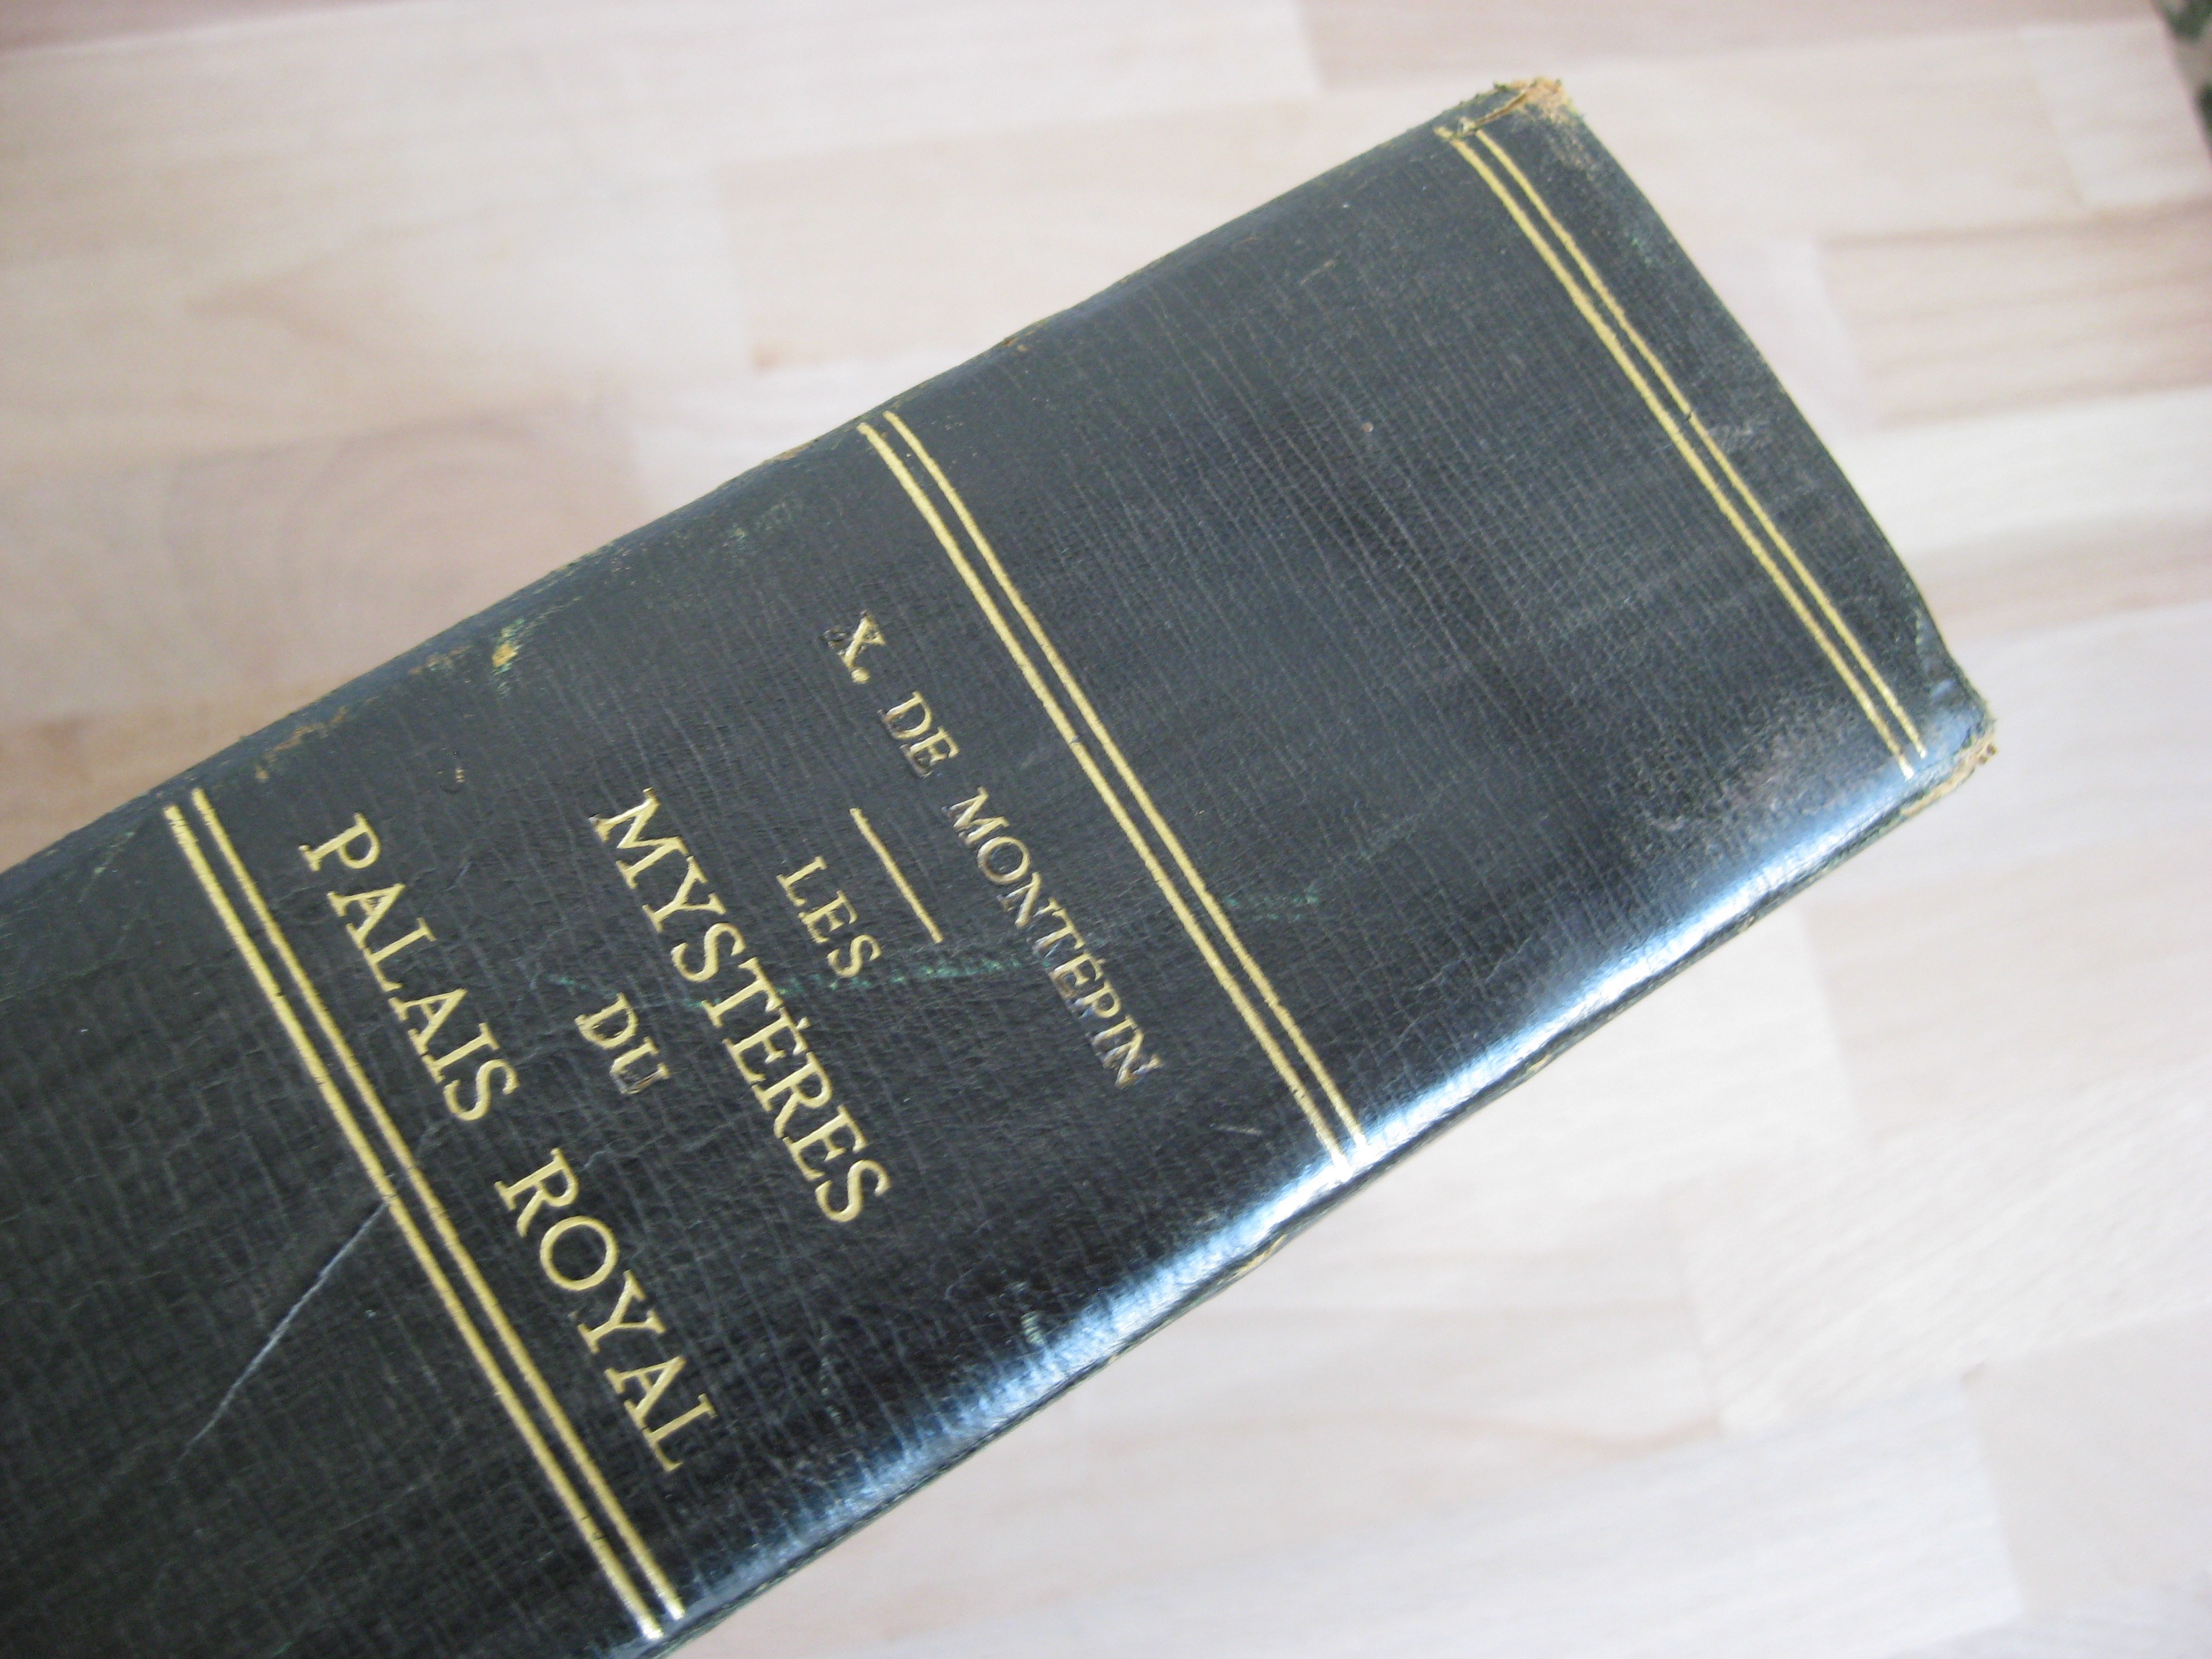 X. DE MONTÉPIN
LES
MYSTÈRES
DU
PALAIS ROYAL